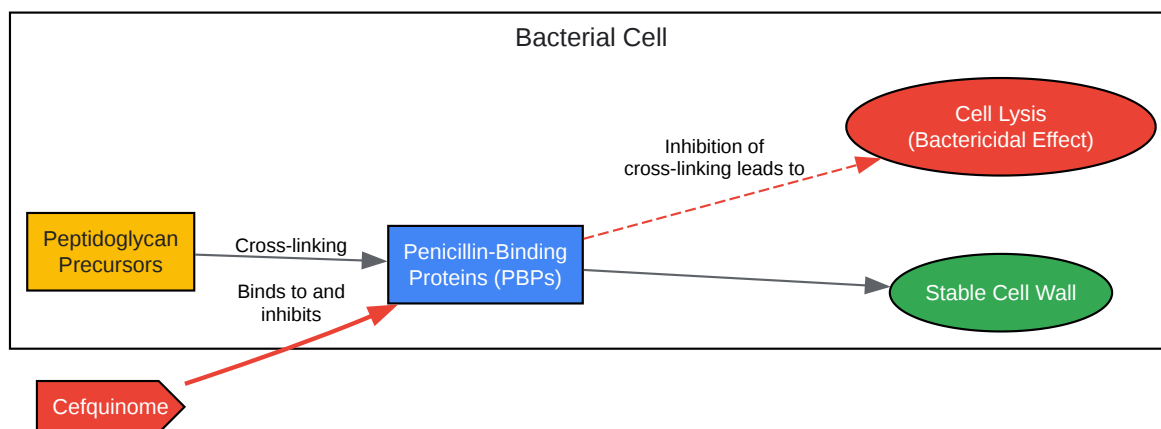 Bacterial Cell
Cell Lysis
(Bactericidal Effect)
Inhibition of
cross-linking leads to
Peptidoglycan
Precursors
Cross-linking
Penicillin-Binding
Proteins (PBPs)
Binds to and
inhibits
Stable Cell Wall
Cefquinome